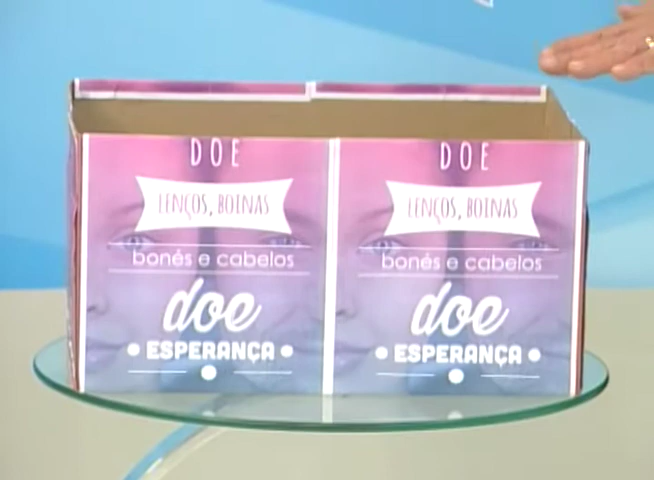 DOE
LENÇOS, BOINAS
bonés e cabelos
doe
ESPERANÇA
DOE
LENÇOS, BOINAS
bonés e cabelos
doe
ESPERANÇA